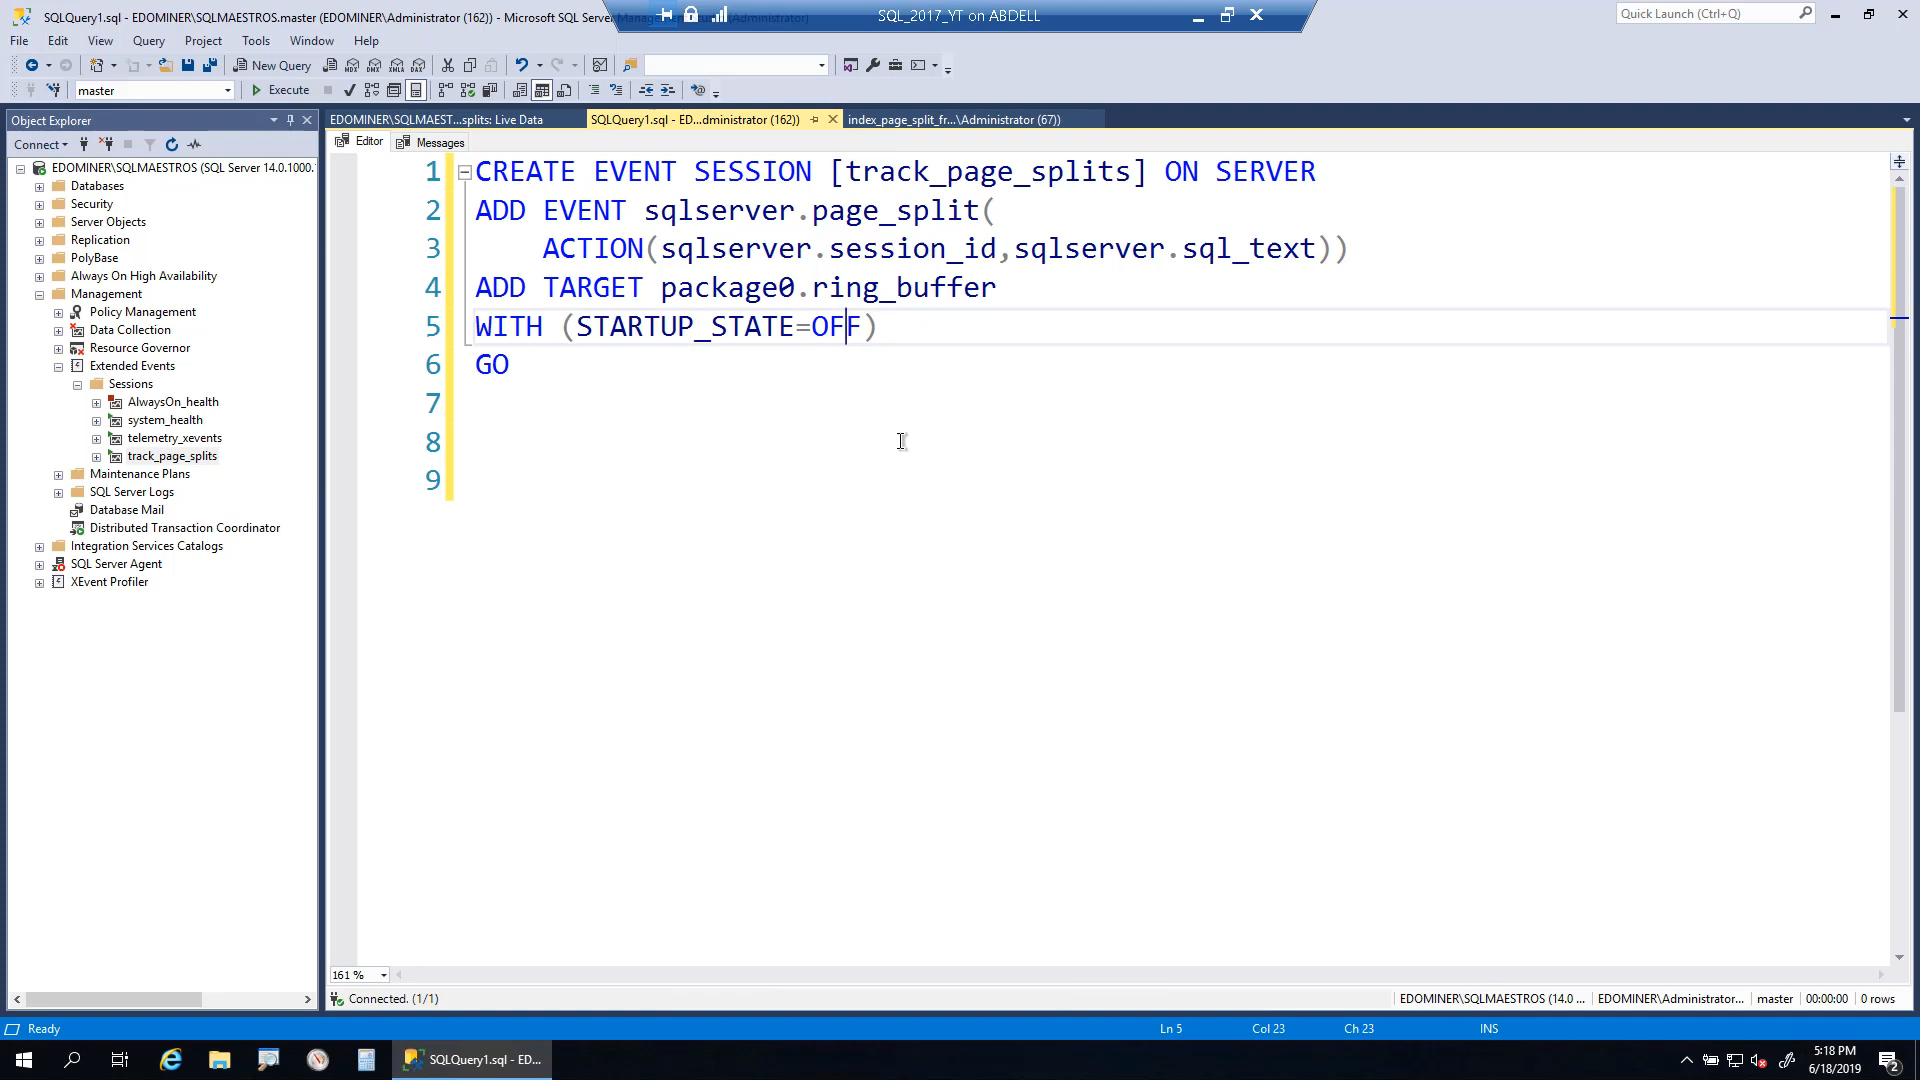 SQLQuery1.sql - EDOMINER\SQLMAESTROS.master (EDOMINER\Administrator (162)) - Microsoft SQL Server
SQL_2017_YT on ABDELL
Quick Launch (Ctrl+Q)
File Edit View Query Project Tools Window Help
New Query
MDX DMX XMLA DAX
master Execute
Object Explorer
EDOMINER\SQLMAEST...splits: Live Data
SQLQuery1.sql - ED...dministrator (162))
index_page_split_fr...\Administrator (67))
Connect
Editor Messages
EDOMINER\SQLMAESTROS (SQL Server 14.0.1000.
Databases
Security
Server Objects
Replication
PolyBase
Always On High Availability
Management
Policy Management
Data Collection
Resource Governor
Extended Events
Sessions
AlwaysOn_health
system_health
telemetry_xevents
track_page_splits
Maintenance Plans
SQL Server Logs
Database Mail
Distributed Transaction Coordinator
Integration Services Catalogs
SQL Server Agent
XEvent Profiler
1 CREATE EVENT SESSION [track_page_splits] ON SERVER
2 ADD EVENT sqlserver.page_split(
3 ACTION(sqlserver.session_id,sqlserver.sql_text))
4 ADD TARGET package0.ring_buffer
5 WITH (STARTUP_STATE=OFF)
6 GO
7
8
9
161 %
Connected. (1/1)
EDOMINER\SQLMAESTROS (14.0 ... EDOMINER\Administrator... master 00:00:00 0 rows
Ready Ln 5 Col 23 Ch 23 INS
SQLQuery1.sql - ED...
5:18 PM
6/18/2019
2